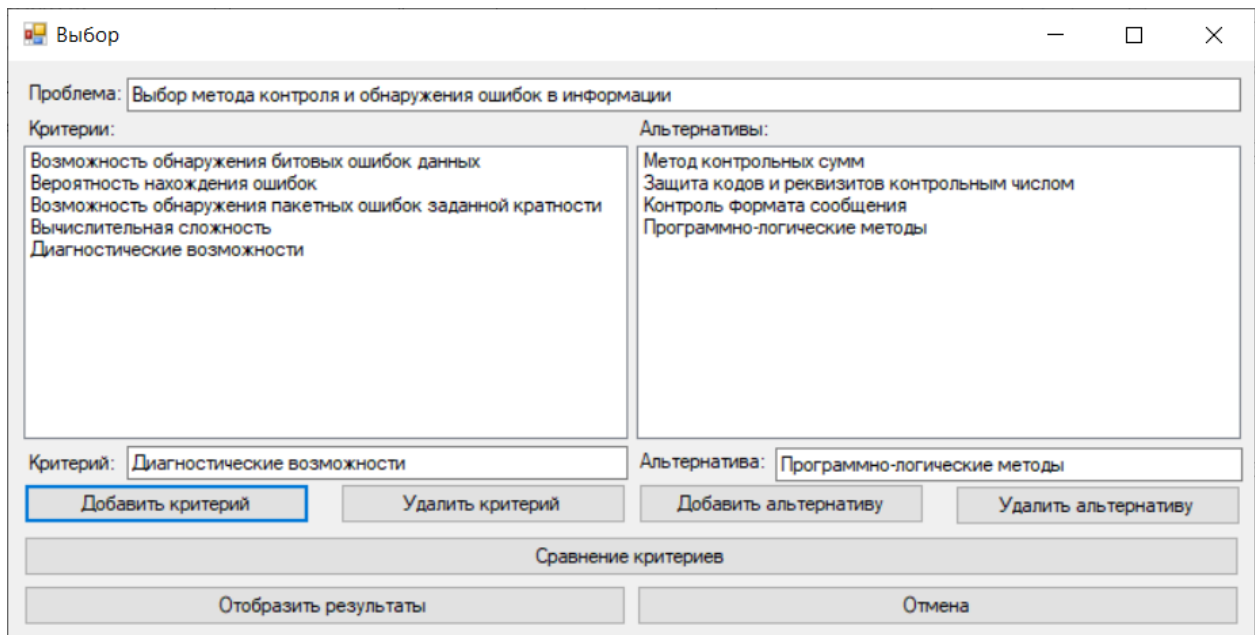 Выбор
Проблема: Выбор метода контроля и обнаружения ошибок в информации
Критерии:
Возможность обнаружения битовых ошибок данных
Вероятность нахождения ошибок
Возможность обнаружения пакетных ошибок заданной кратности
Вычислительная сложность
Диагностические возможности
Альтернативы:
Метод контрольных сумм
Защита кодов и реквизитов контрольным числом
Контроль формата сообщения
Программно-логические методы
Критерий: Диагностические возможности
Альтернатива: Программно-логические методы
Добавить критерий
Удалить критерий
Добавить альтернативу
Удалить альтернативу
Сравнение критериев
Отобразить результаты
Отмена